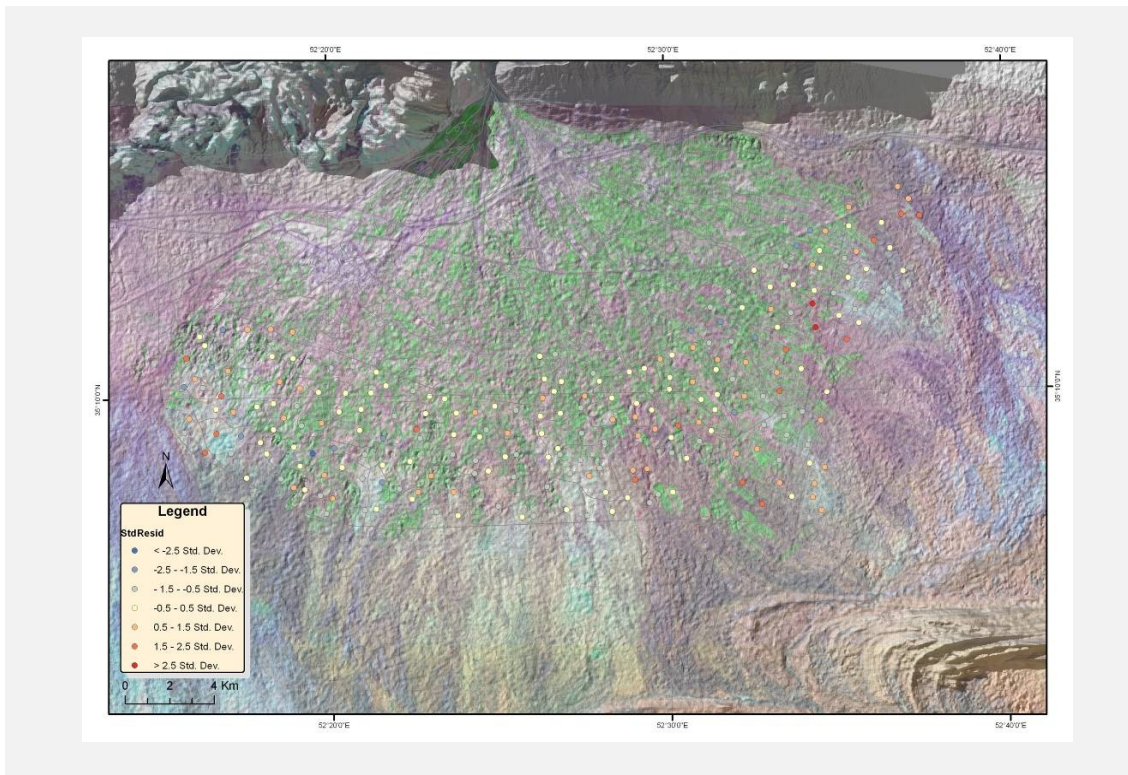 52°20'0"E 52°30'0"E 52°40'0"E
35°10'0"N 35°10'0"N
N
Legend
StdResid
< -2.5 Std. Dev.
-2.5 - -1.5 Std. Dev.
- 1.5 - -0.5 Std. Dev.
-0.5 - 0.5 Std. Dev.
0.5 - 1.5 Std. Dev.
1.5 - 2.5 Std. Dev.
> 2.5 Std. Dev.
0 2 4 Km
52°20'0"E 52°30'0"E 52°40'0"E